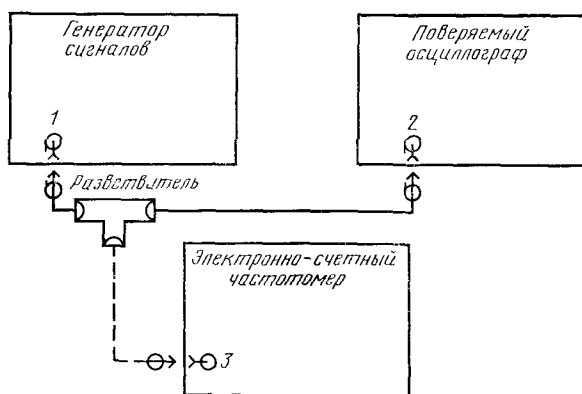 Генератор
сигналов
1
Поверяемый
осциллограф
2
Разветвитель
Электронно-счетный
частотомер
3